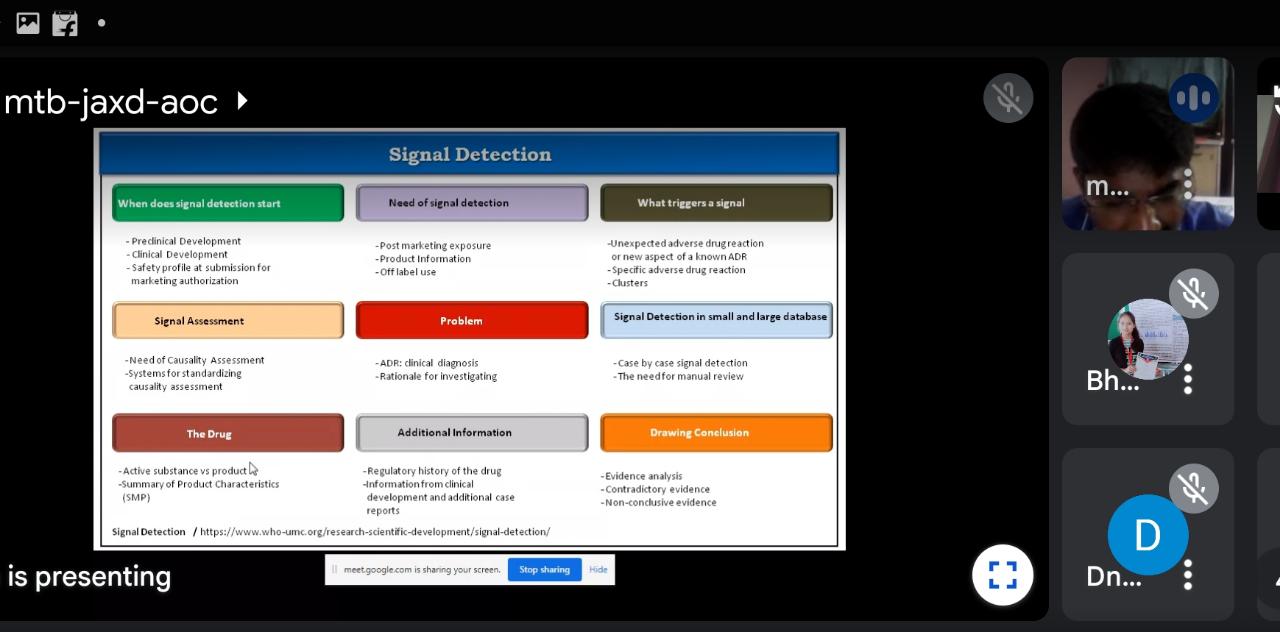 mtb-jaxd-aoc
Signal Detection
When does signal detection start
- Preclinical Development
- Clinical Development
- Safety profile at submission for
marketing authorization
Need of signal detection
-Post marketing exposure
-Product Information
-Off label use
What triggers a signal
-Unexpected adverse drug reaction
or new aspect of a known ADR
-Specific adverse drug reaction
-Clusters
Signal Assessment
-Need of Causality Assessment
-Systems for standardizing
causality assessment
Problem
-ADR: clinical diagnosis
-Rationale for investigating
Signal Detection in small and large database
-Case by case signal detection
-The need for manual review
The Drug
-Active substance vs product
-Summary of Product Characteristics
(SMP)
Additional Information
-Regulatory history of the drug
-Information from clinical
development and additional case
reports
Drawing Conclusion
-Evidence analysis
-Contradictory evidence
-Non-conclusive evidence
Signal Detection / https://www.who-umc.org/research-scientific-development/signal-detection/
is presenting
meet.google.com is sharing your screen.
Stop sharing
Hide
m...
Bh...
D
Dn...